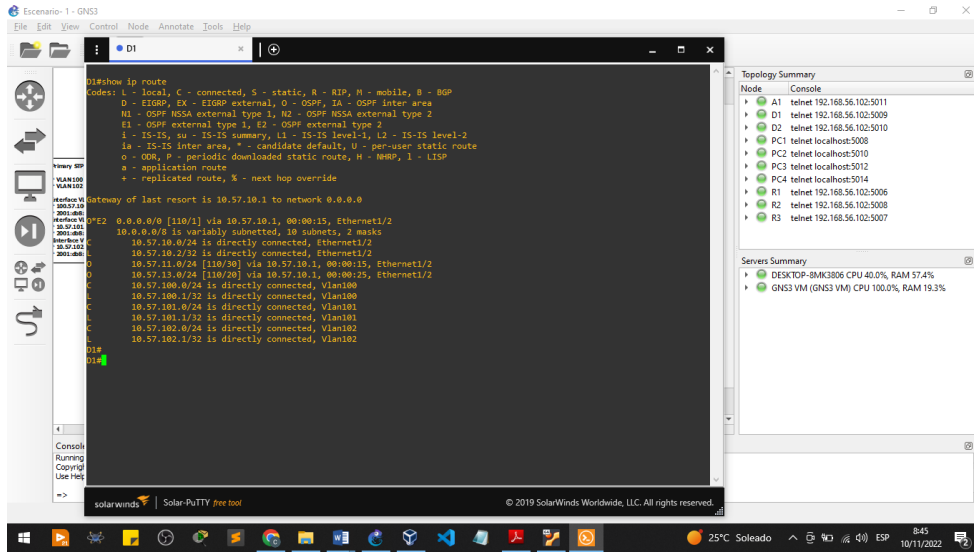 Escenario- 1 - GNS3
File Edit View Control Node Annotate Tools Help
D1
D1#show ip route
Codes: L - local, C - connected, S - static, R - RIP, M - mobile, B - BGP
D - EIGRP, EX - EIGRP external, O - OSPF, IA - OSPF inter area
N1 - OSPF NSSA external type 1, N2 - OSPF NSSA external type 2
E1 - OSPF external type 1, E2 - OSPF external type 2
i - IS-IS, su - IS-IS summary, L1 - IS-IS level-1, L2 - IS-IS level-2
ia - IS-IS inter area, * - candidate default, U - per-user static route
o - ODR, P - periodic downloaded static route, H - NHRP, l - LISP
a - application route
+ - replicated route, % - next hop override
Gateway of last resort is 10.57.10.1 to network 0.0.0.0
O*E2 0.0.0.0/0 [110/1] via 10.57.10.1, 00:00:15, Ethernet1/2
10.0.0.0/8 is variably subnetted, 10 subnets, 2 masks
C 10.57.10.0/24 is directly connected, Ethernet1/2
L 10.57.10.2/32 is directly connected, Ethernet1/2
O 10.57.11.0/24 [110/30] via 10.57.10.1, 00:00:15, Ethernet1/2
O 10.57.13.0/24 [110/20] via 10.57.10.1, 00:00:25, Ethernet1/2
C 10.57.100.0/24 is directly connected, Vlan100
L 10.57.100.1/32 is directly connected, Vlan100
C 10.57.101.0/24 is directly connected, Vlan101
L 10.57.101.1/32 is directly connected, Vlan101
C 10.57.102.0/24 is directly connected, Vlan102
L 10.57.102.1/32 is directly connected, Vlan102
D1#
D1#
solarwinds Solar-PuTTY free tool © 2019 SolarWinds Worldwide, LLC. All rights reserved.
Primary STP
VLAN100
VLAN102
Console
Running
Copyrigh
Use Help
=>
Topology Summary
Node Console
A1 telnet 192.168.56.102:5011
D1 telnet 192.168.56.102:5009
D2 telnet 192.168.56.102:5010
PC1 telnet localhost:5008
PC2 telnet localhost:5010
PC3 telnet localhost:5012
PC4 telnet localhost:5014
R1 telnet 192.168.56.102:5006
R2 telnet 192.168.56.102:5008
R3 telnet 192.168.56.102:5007
Servers Summary
DESKTOP-8MK3806 CPU 40.0%, RAM 57.4%
GNS3 VM (GNS3 VM) CPU 100.0%, RAM 19.3%
25°C Soleado ESP 8:45
10/11/2022